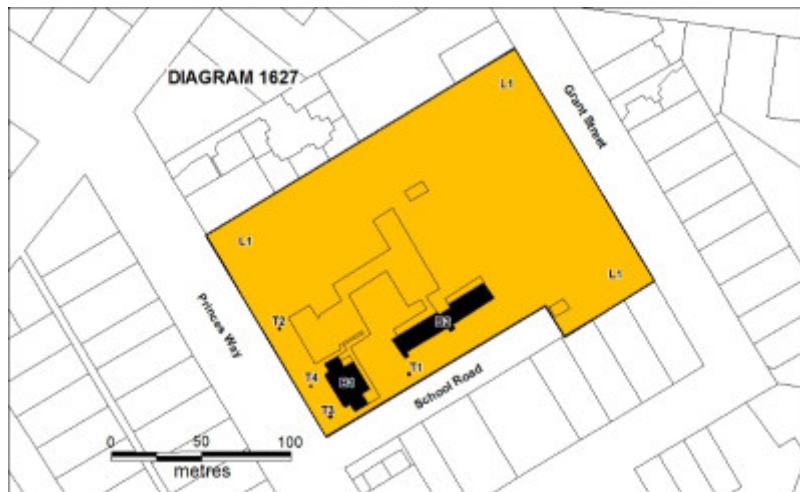 DIAGRAM 1627
L1
Grant Street
L1
L1
Princes Way
T2
B2
T1
T4
B3
School Road
T3
0 50 100
metres